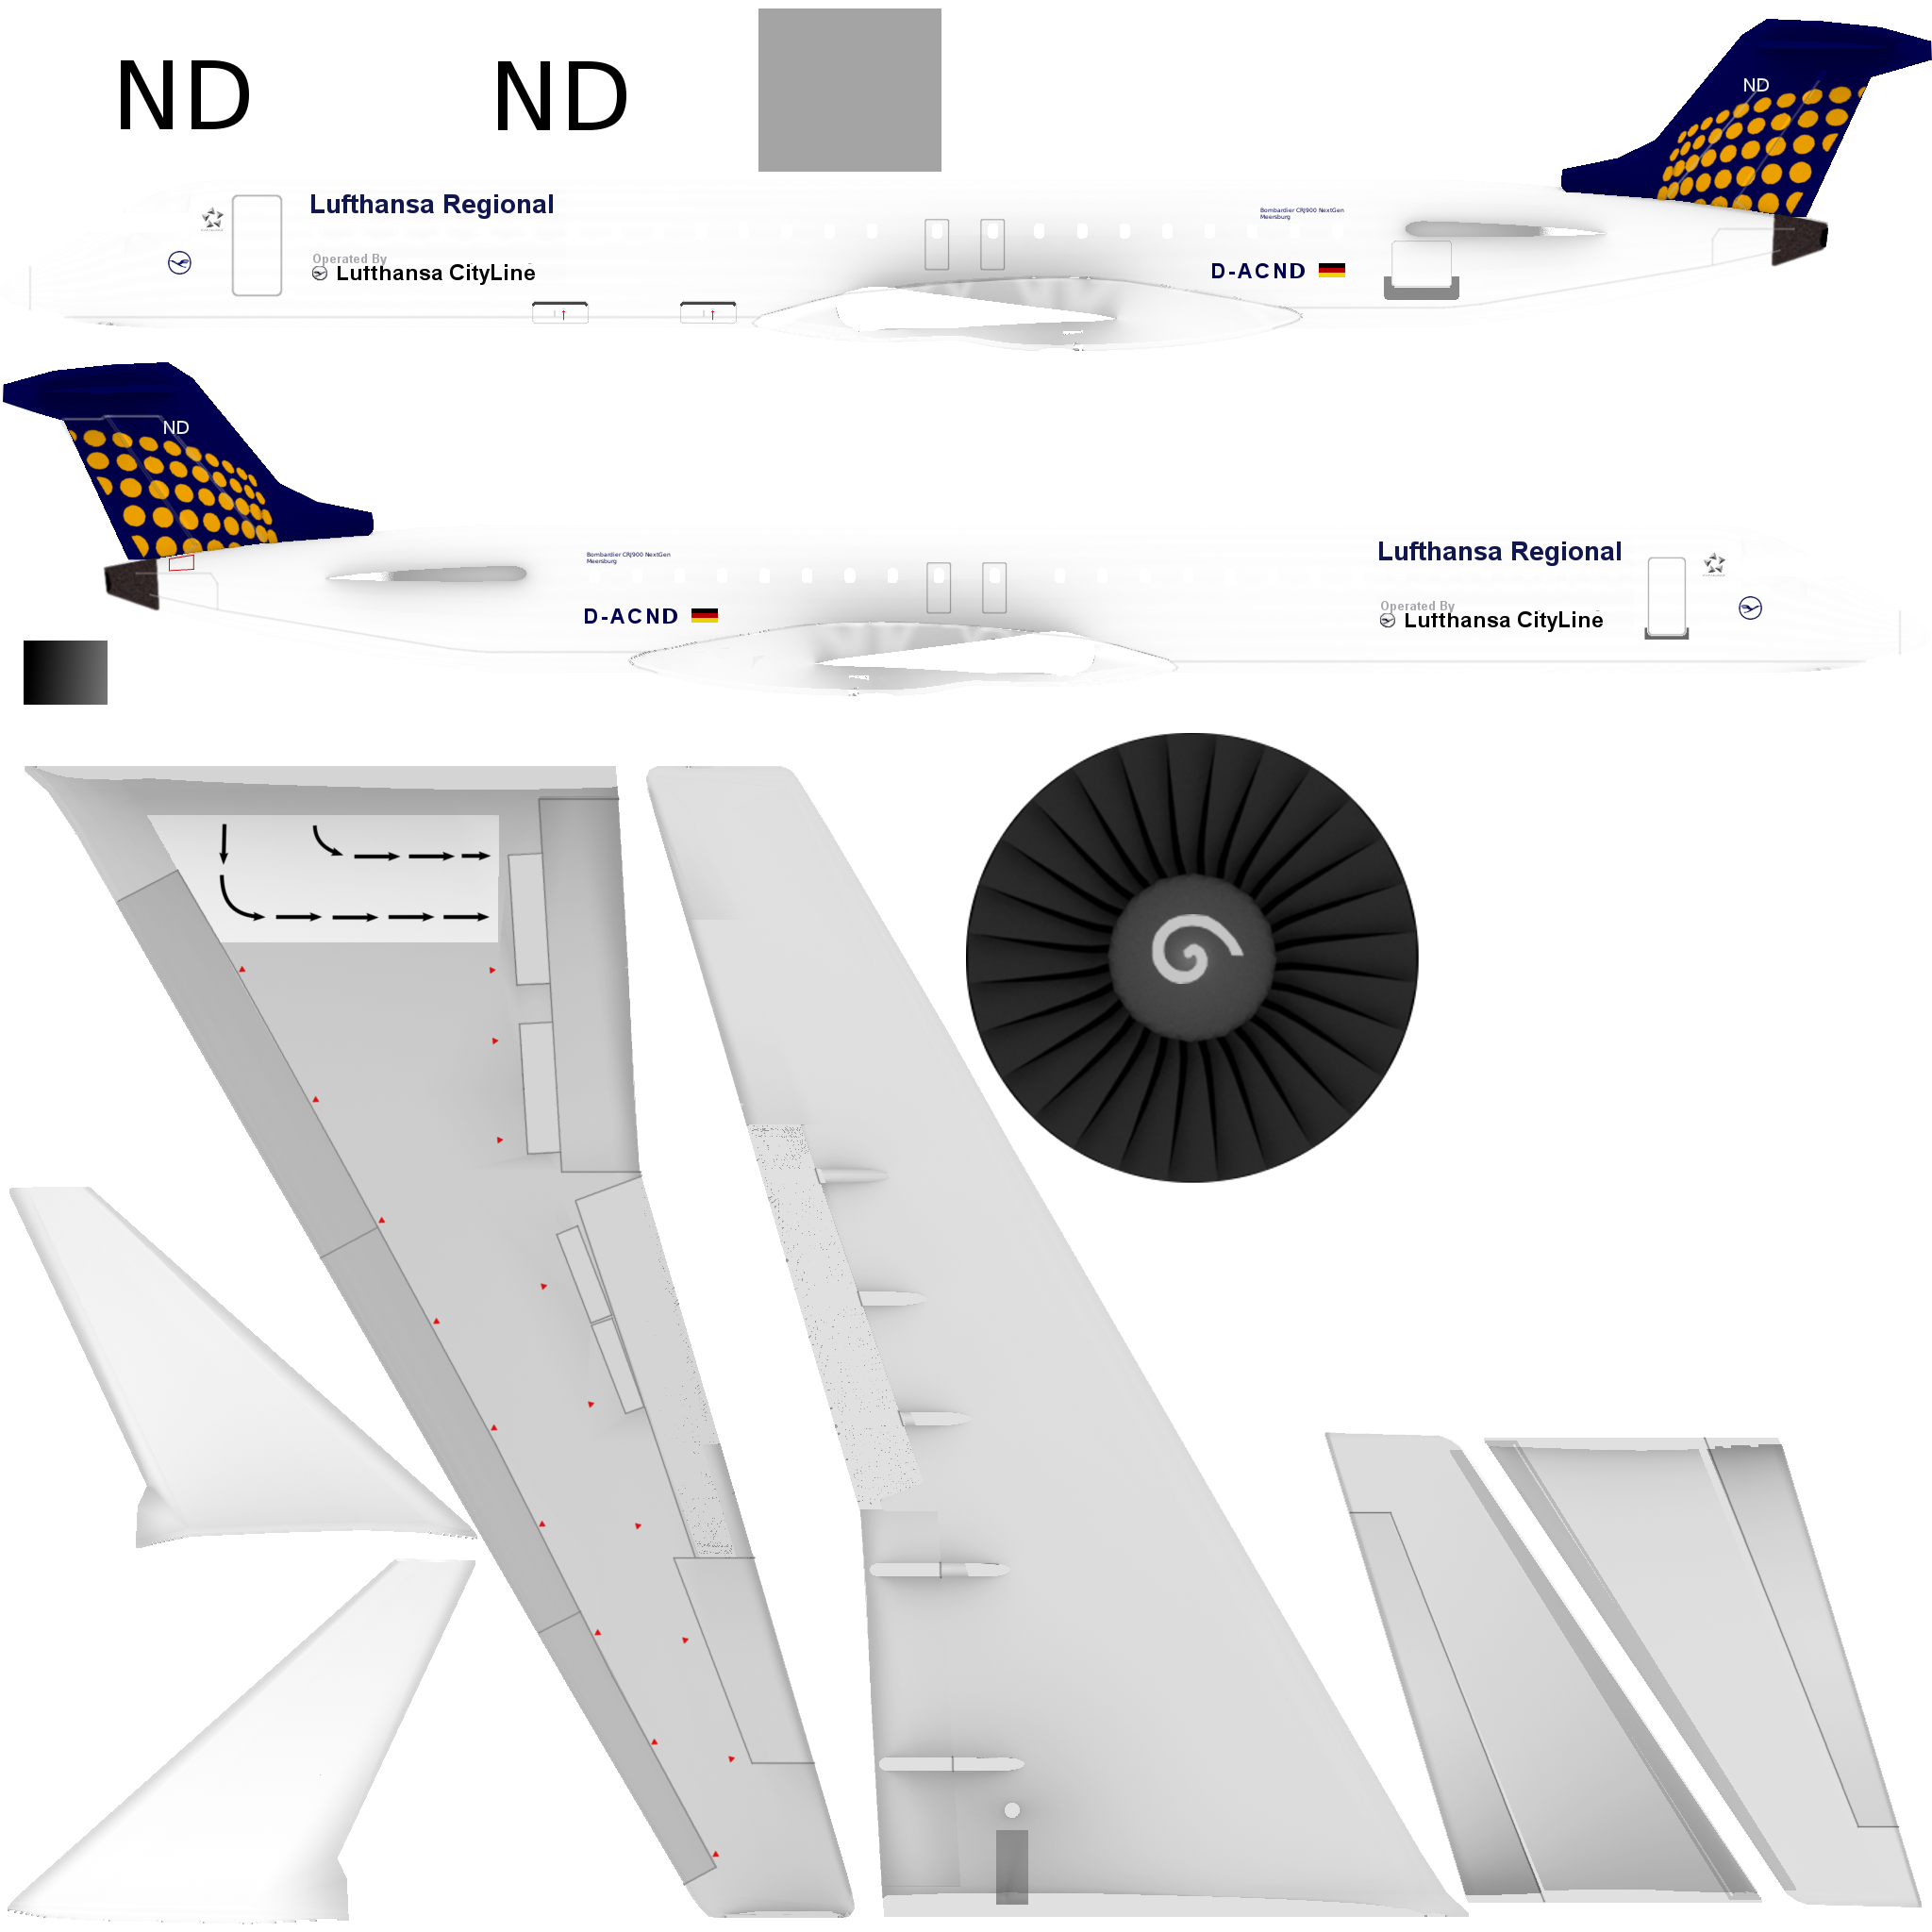 ND
ND
ND
Lufthansa Regional
Bombardier CRJ900 NextGen
Meersburg
Operated By
Lufthansa CityLine
D-ACND
ND
Bombardier CRJ900 NextGen
Meersburg
Lufthansa Regional
D-ACND
Operated By
Lufthansa CityLine